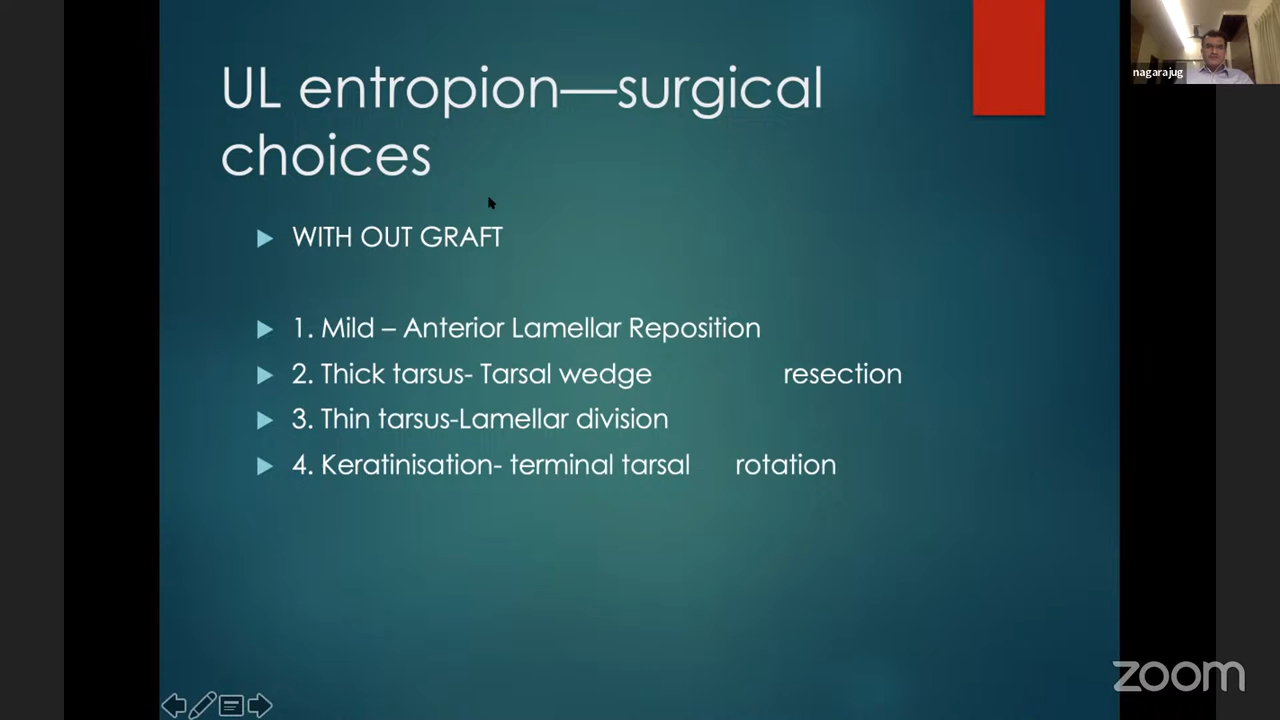 nagarajug
UL entropion—surgical
choices
WITH OUT GRAFT
1. Mild – Anterior Lamellar Reposition
2. Thick tarsus- Tarsal wedge resection
3. Thin tarsus-Lamellar division
4. Keratinisation- terminal tarsal rotation
zoom